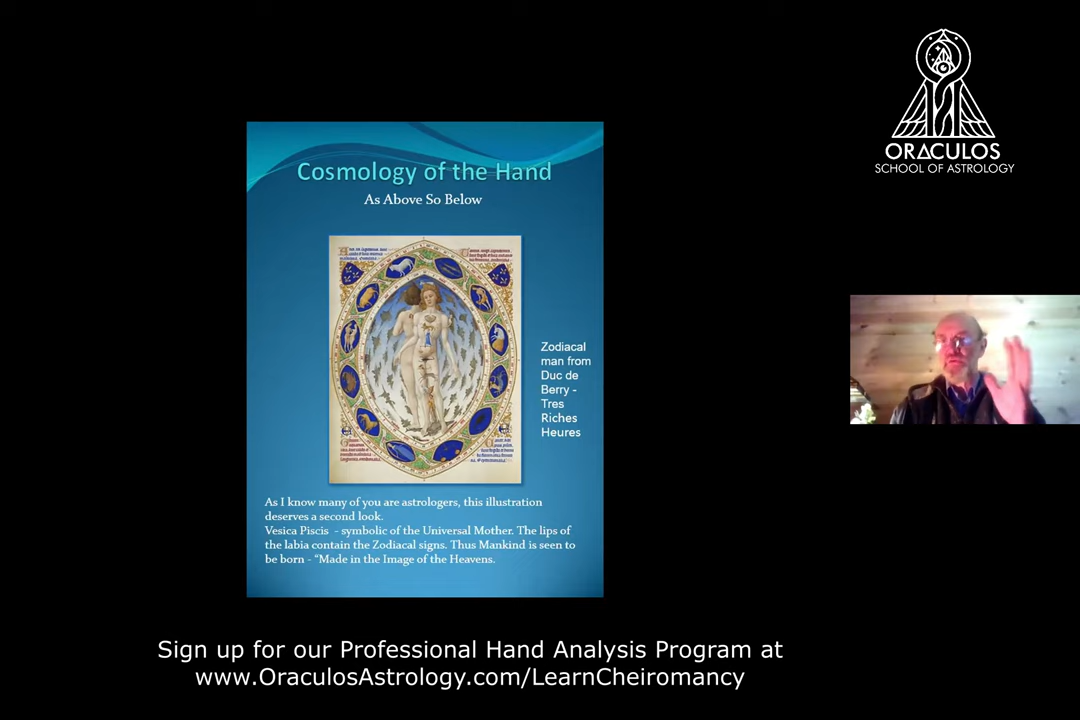 ORACULOS
SCHOOL OF ASTROLOGY
Cosmology of the Hand
As Above So Below
Zodiacal
man from
Duc de
Berry -
Tres
Riches
Heures
As I know many of you are astrologers, this illustration
deserves a second look.
Vesica Piscis - symbolic of the Universal Mother. The lips of
the labia contain the Zodiacal signs. Thus Mankind is seen to
be born - “Made in the Image of the Heavens.
Sign up for our Professional Hand Analysis Program at
www.OraculosAstrology.com/LearnCheiromancy